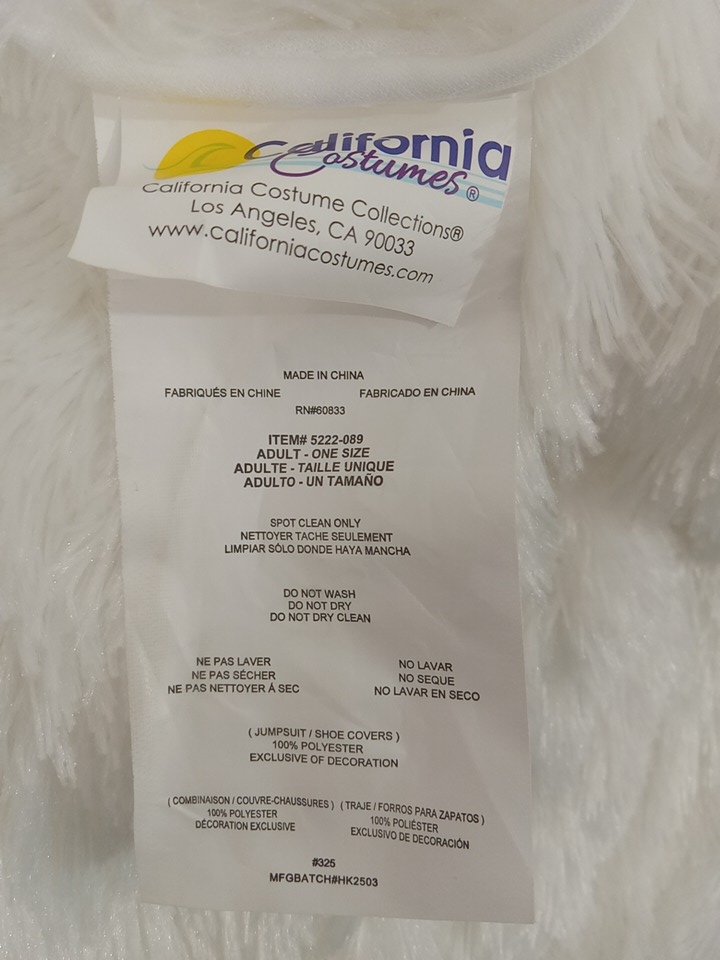 California
Costumes®
California Costume Collections®
Los Angeles, CA 90033
www.californiacostumes.com
MADE IN CHINA
FABRIQUÉS EN CHINE FABRICADO EN CHINA
RN#60833
ITEM# 5222-089
ADULT - ONE SIZE
ADULTE - TAILLE UNIQUE
ADULTO - UN TAMAÑO
SPOT CLEAN ONLY
NETTOYER TACHE SEULEMENT
LIMPIAR SÓLO DONDE HAYA MANCHA
DO NOT WASH
DO NOT DRY
DO NOT DRY CLEAN
NE PAS LAVER
NE PAS SÉCHER
NE PAS NETTOYER Á SEC
NO LAVAR
NO SEQUE
NO LAVAR EN SECO
( JUMPSUIT / SHOE COVERS )
100% POLYESTER
EXCLUSIVE OF DECORATION
( COMBINAISON / COUVRE-CHAUSSURES )
100% POLYESTER
DÉCORATION EXCLUSIVE
( TRAJE / FORROS PARA ZAPATOS )
100% POLIÉSTER
EXCLUSIVO DE DECORACIÓN
#325
MFGBATCH#HK2503